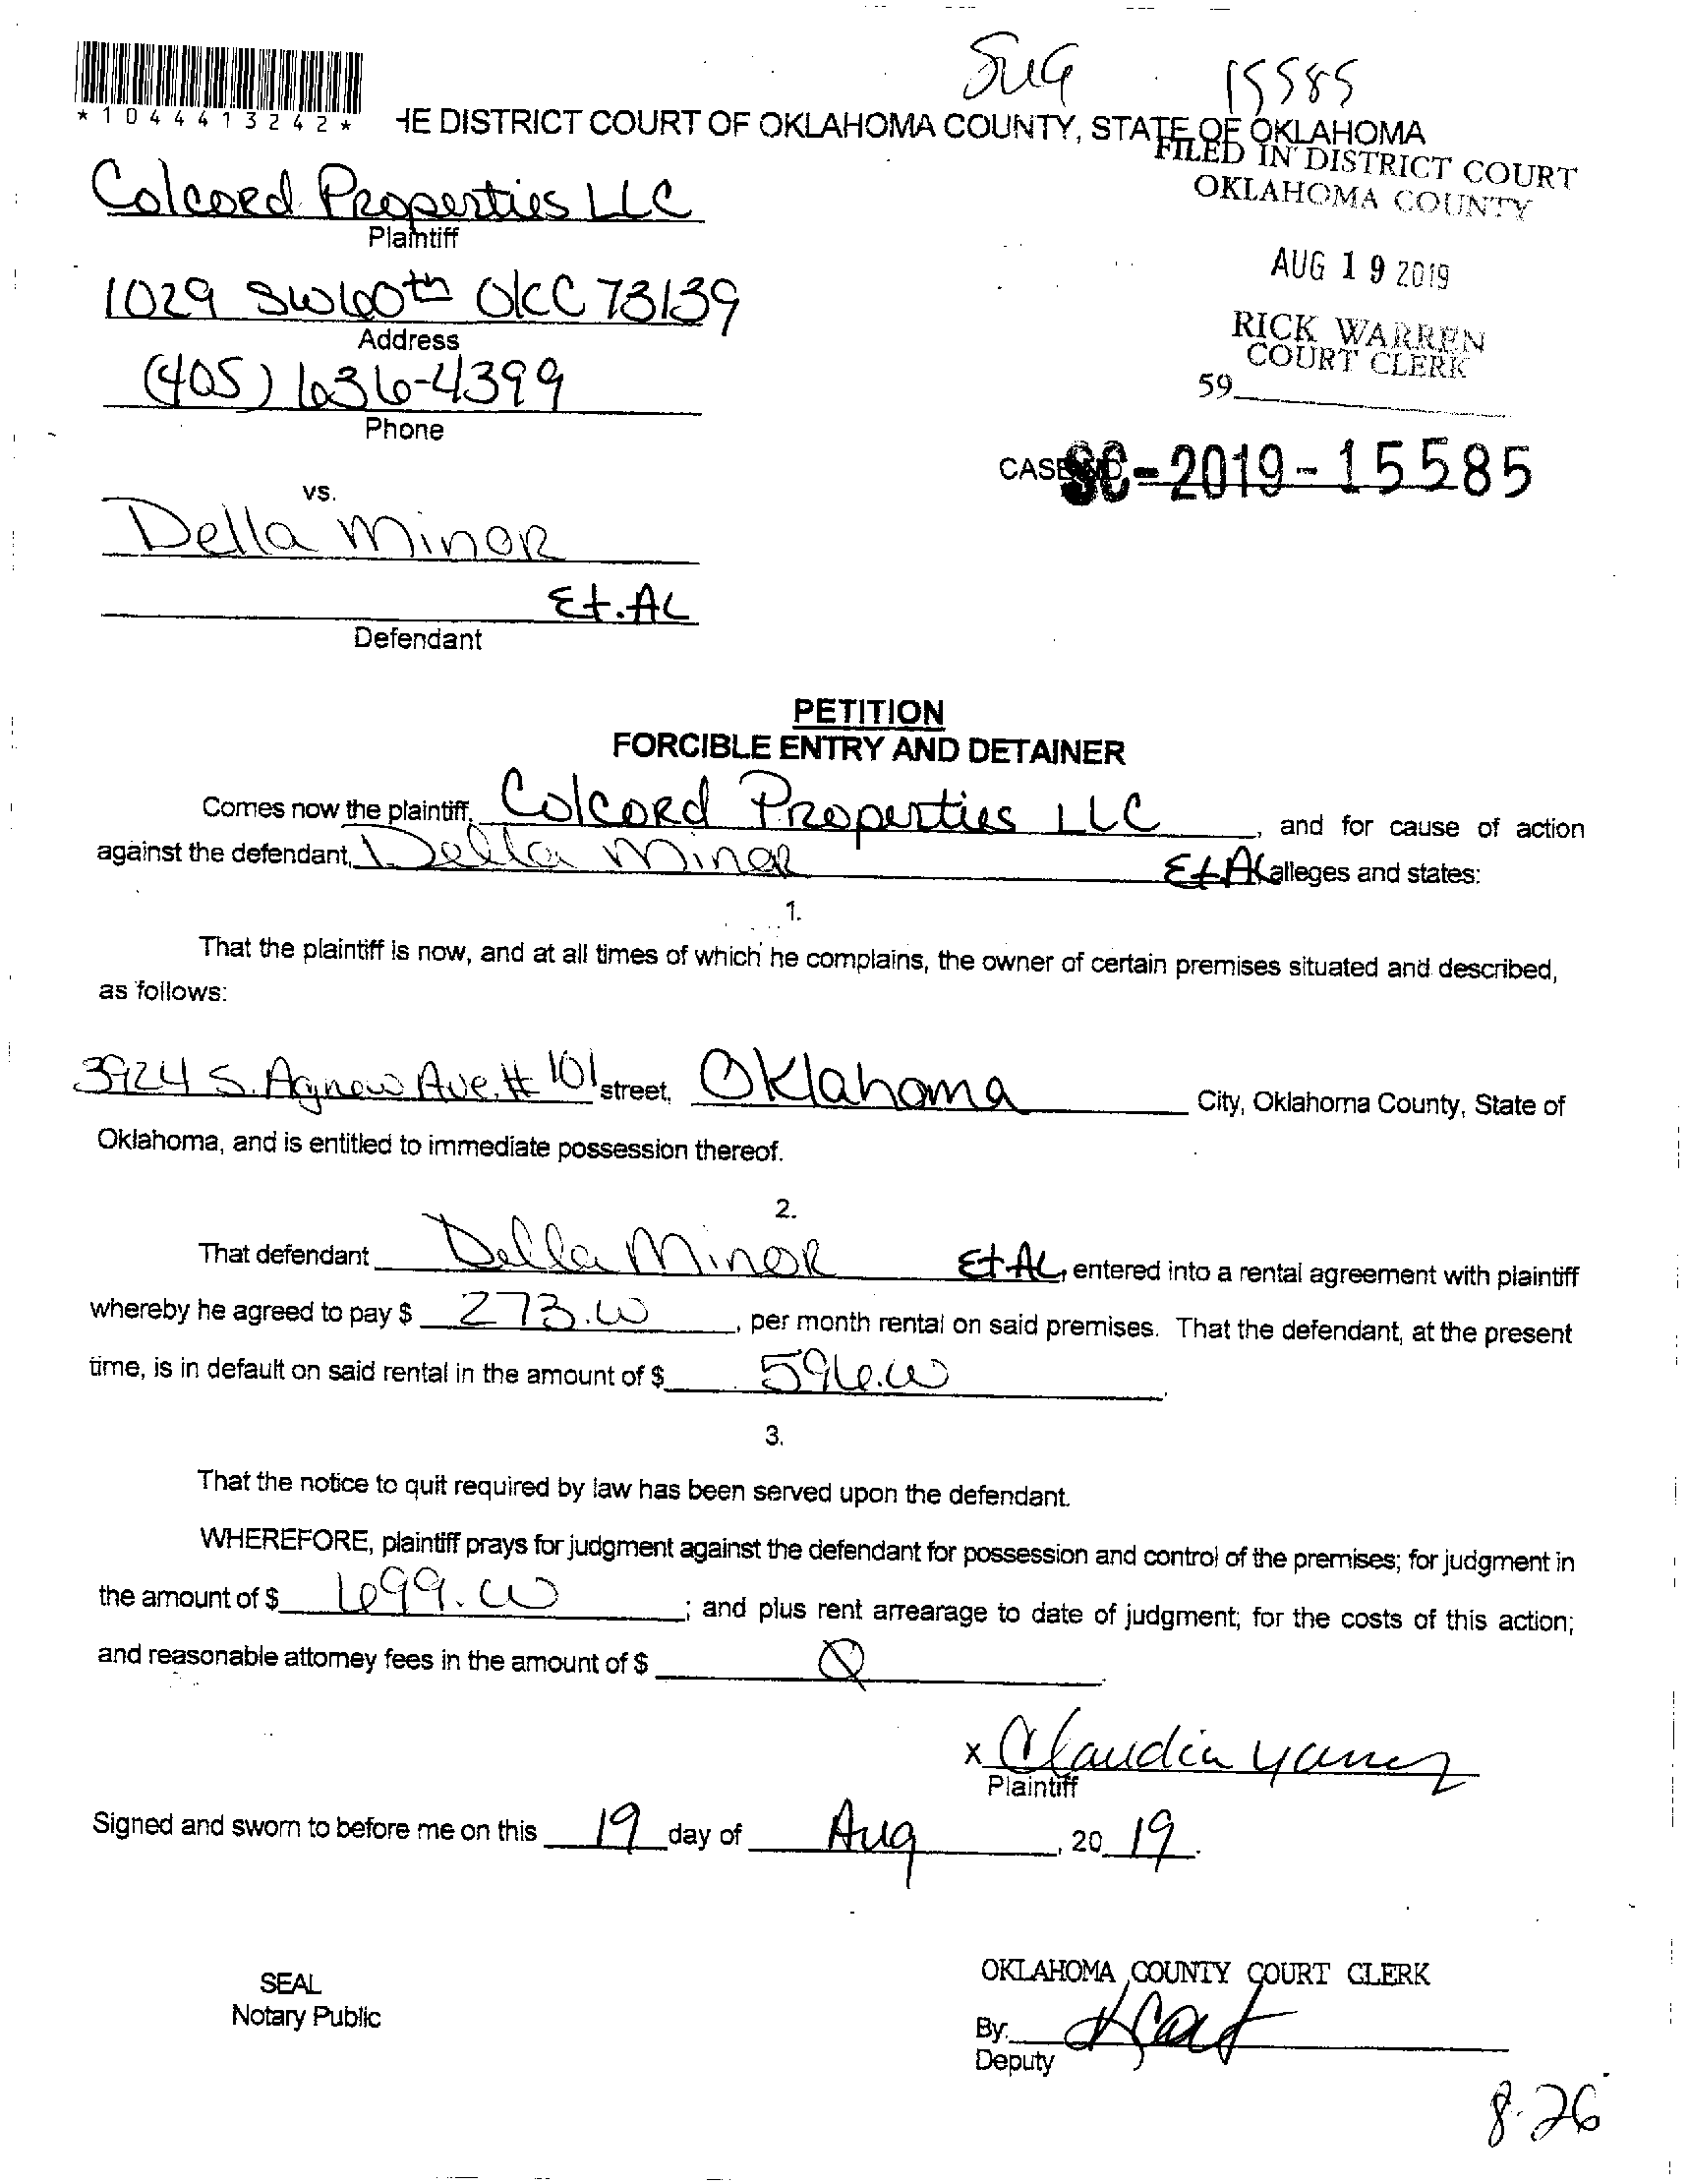 SMG 15585
*1044413242*
HE DISTRICT COURT OF OKLAHOMA COUNTY, STATE OF OKLAHOMA
FILED IN DISTRICT COURT
OKLAHOMA COUNTY
Colcord Properties LLC
Plaintiff
AUG 19 2019
1029 SW 60th OKC 73139
Address
RICK WARREN
COURT CLERK
(405) 636-4399
59
Phone
CASE NO. SC-2019-15585
vs.
Della Minor
Et. AL
Defendant
PETITION
FORCIBLE ENTRY AND DETAINER
Comes now the plaintiff, Colcord Properties LLC, and for cause of action
against the defendant, Della Minor Et. Al alleges and states:
1.
That the plaintiff is now, and at all times of which he complains, the owner of certain premises situated and described,
as follows:
3924 S. Agnew Ave. # 101 street, Oklahoma City, Oklahoma County, State of
Oklahoma, and is entitled to immediate possession thereof.
2.
That defendant Della Minor Et. AL, entered into a rental agreement with plaintiff
whereby he agreed to pay $ 273.00, per month rental on said premises. That the defendant, at the present
time, is in default on said rental in the amount of $ 596.00.
3.
That the notice to quit required by law has been served upon the defendant.
WHEREFORE, plaintiff prays for judgment against the defendant for possession and control of the premises; for judgment in
the amount of $ 699.00; and plus rent arrearage to date of judgment; for the costs of this action;
and reasonable attorney fees in the amount of $ 0
x Claudia Yanez
Plaintiff
Signed and sworn to before me on this 19 day of Aug, 2019.
SEAL
Notary Public
OKLAHOMA COUNTY COURT CLERK
By:
Deputy
8-26